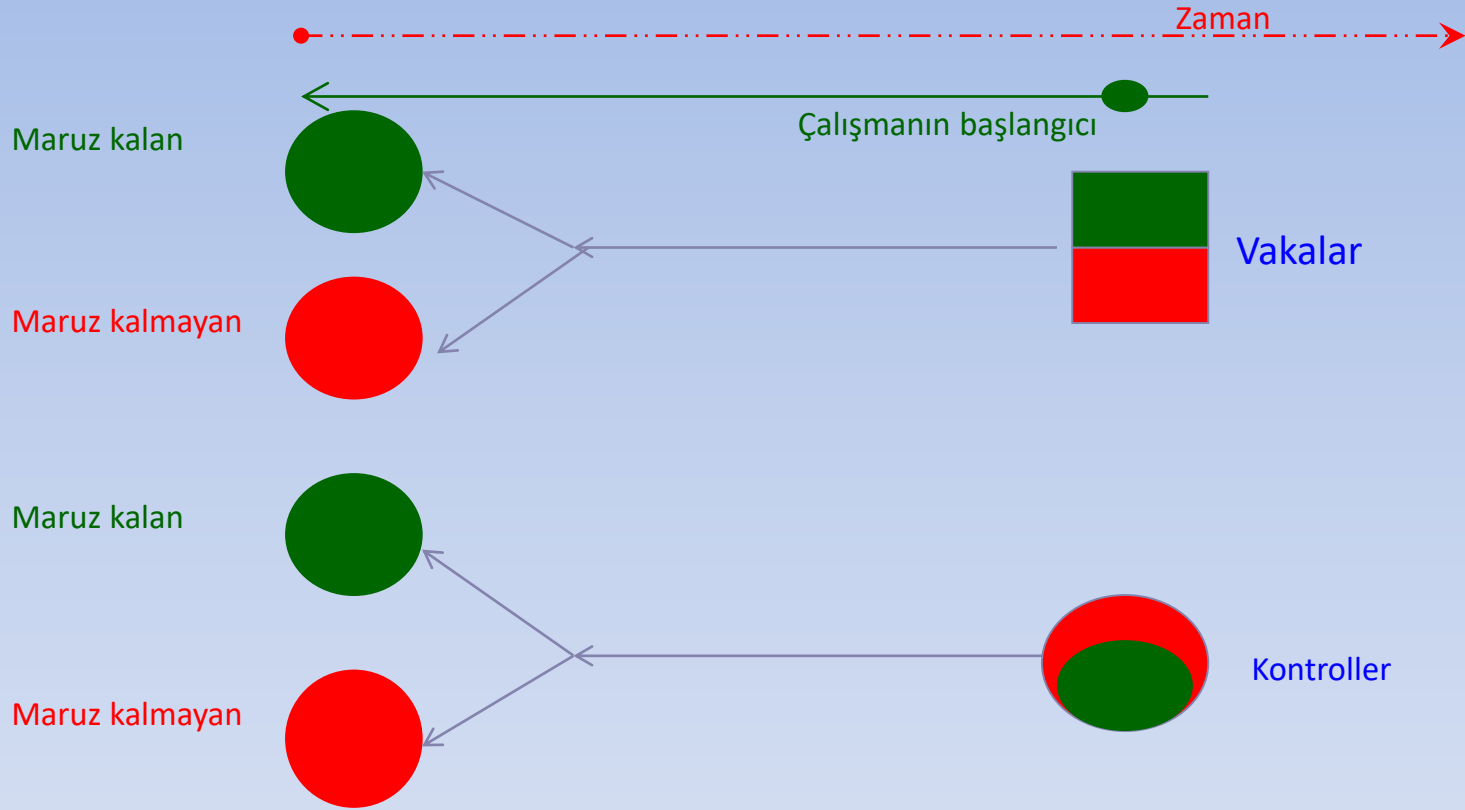 Zaman
Çalışmanın başlangıcı
Maruz kalan
Vakalar
Maruz kalmayan
Maruz kalan
Kontroller
Maruz kalmayan